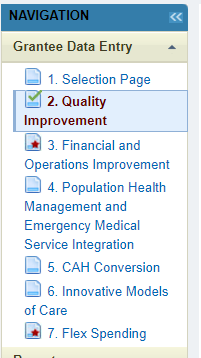 NAVIGATION
Grantee Data Entry
1. Selection Page
2. Quality
Improvement
3. Financial and
Operations Improvement
4. Population Health
Management and
Emergency Medical
Service Integration
5. CAH Conversion
6. Innovative Models
of Care
7. Flex Spending